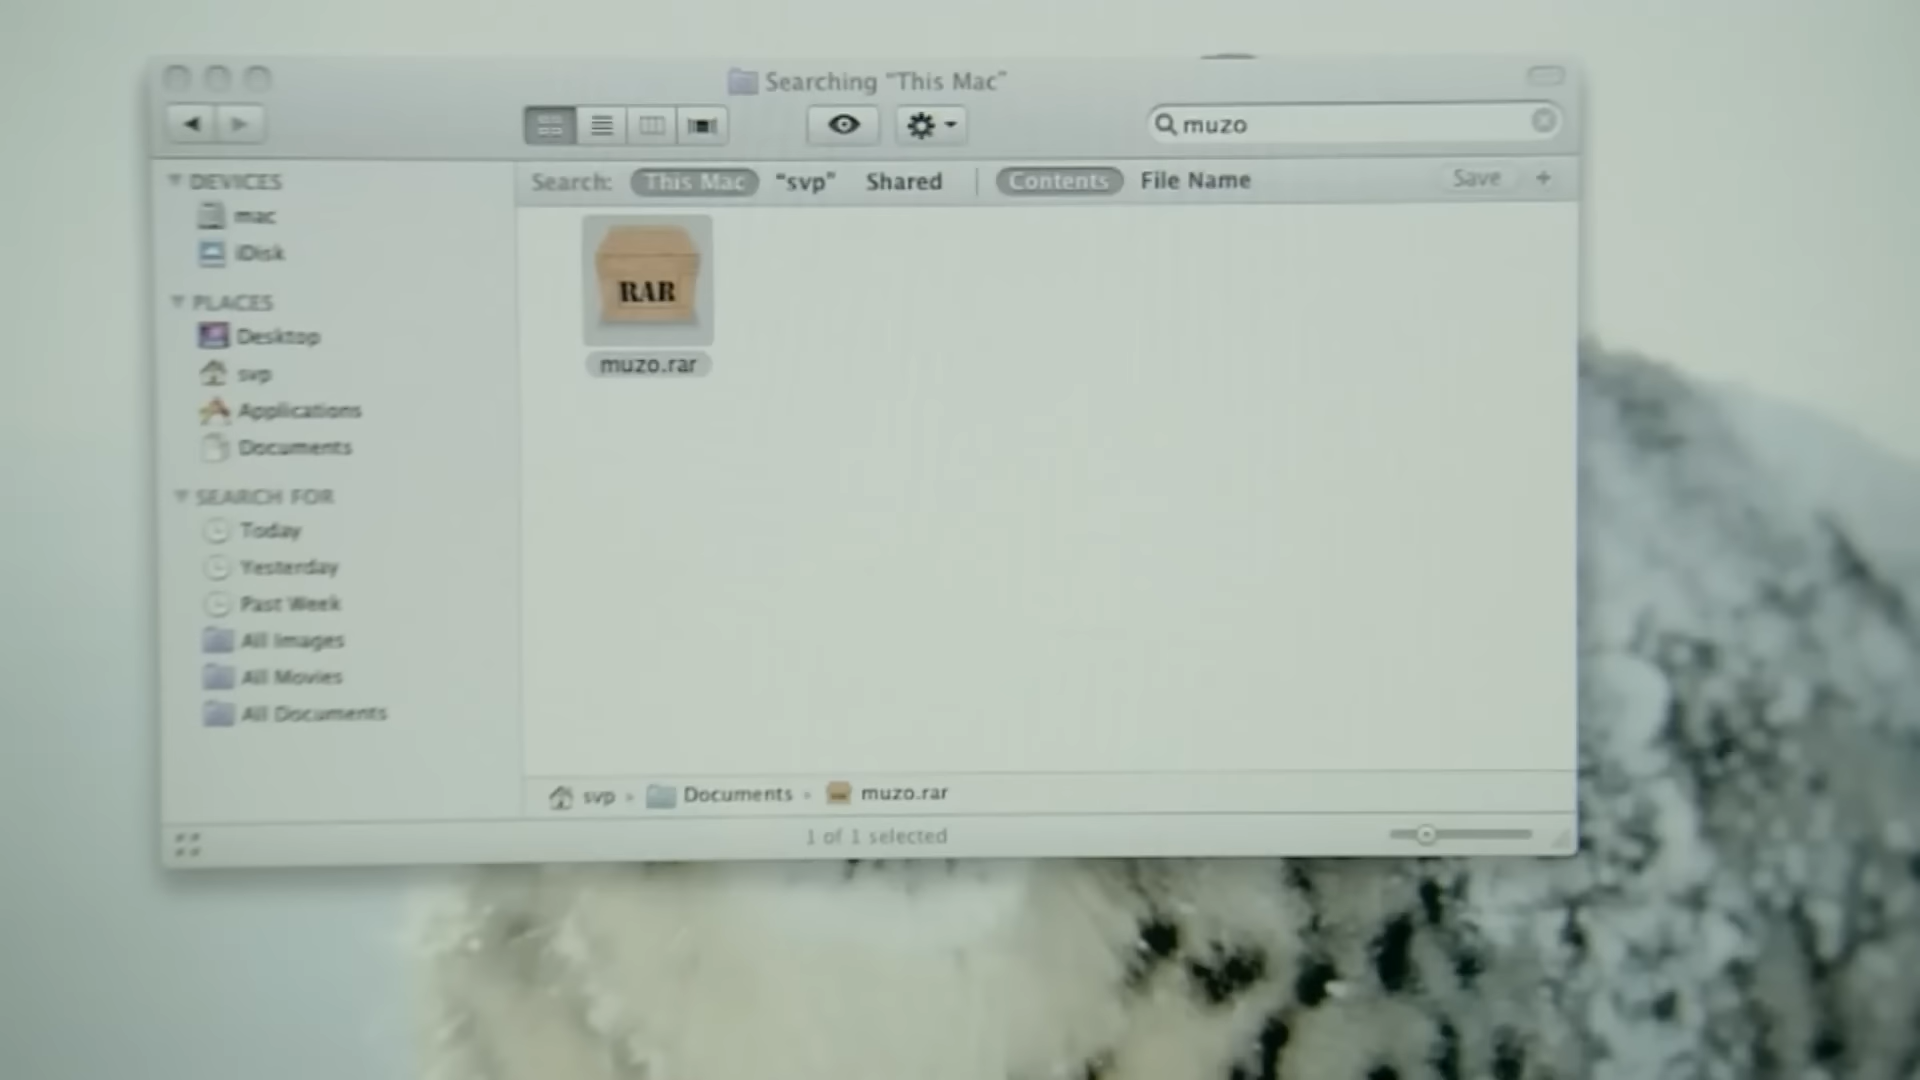 Searching “This Mac”
muzo
Search: This Mac “svp” Shared Contents File Name Save +
DEVICES
mac
iDisk
PLACES
Desktop
svp
Applications
Documents
SEARCH FOR
Today
Yesterday
Past Week
All Images
All Movies
All Documents
RAR
muzo.rar
svp Documents muzo.rar
1 of 1 selected